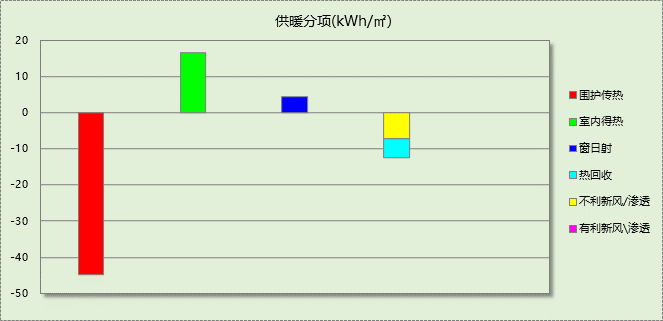 供暖分项(kWh/㎡)
20
10
0
-10
-20
-30
-40
-50
围护传热
室内得热
窗日射
热回收
不利新风/渗透
有利新风\渗透